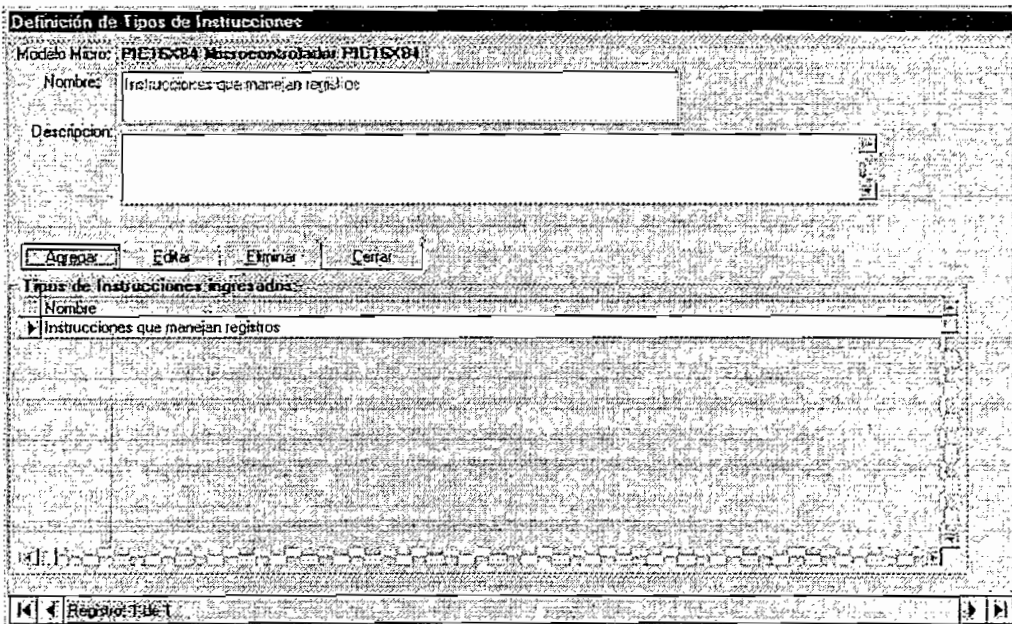 Definición de Tipos de Instrucciones
Modelo Micro: PIC16X84 Microcontrolador PIC16X84
Nombre: Instrucciones que manejan registros
Descripcion:
Agregar Editar Eliminar Cerrar
Tipos de Instrucciones ingresados:
Nombre
Instrucciones que manejan registros
Registro: 1 de 1